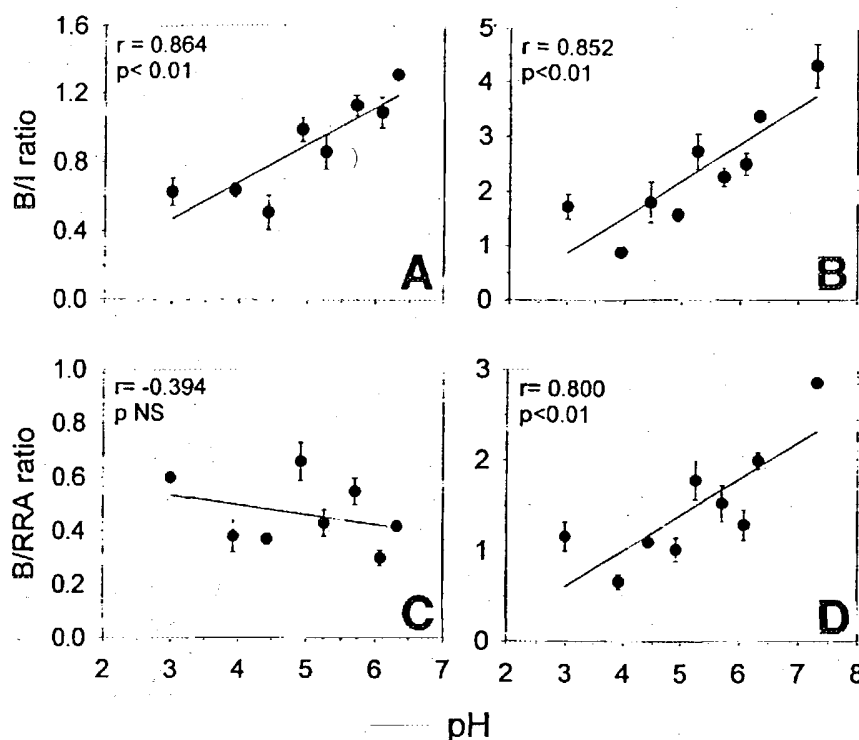 r = 0.864
p< 0.01
B/I ratio
1.6
1.2
0.8
0.4
0.0
A
r = 0.852
p<0.01
5
4
3
2
1
0
B
r= -0.394
p NS
B/RRA ratio
1.0
0.8
0.6
0.4
0.2
0.0
C
2 3 4 5 6 7
r= 0.800
p<0.01
3
2
1
0
D
2 3 4 5 6 7 8
pH